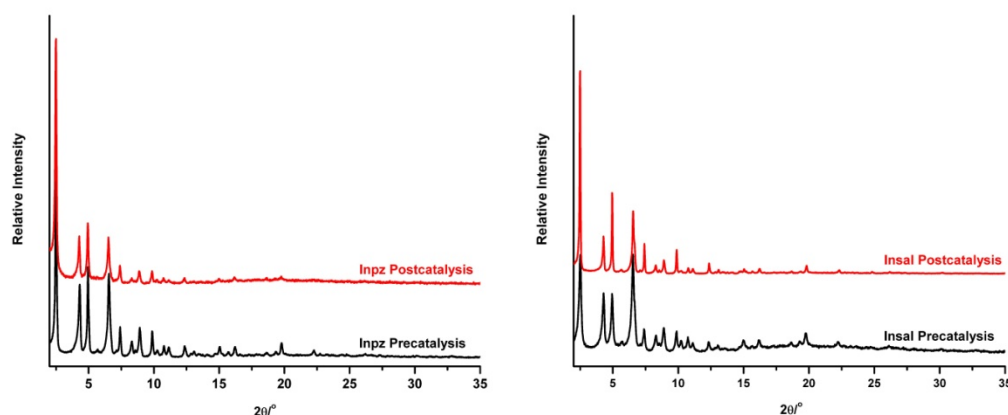 Relative Intensity
Inpz Postcatalysis
Inpz Precatalysis
5 10 15 20 25 30 35
2θ/°
Relative Intensity
Insal Postcatalysis
Insal Precatalysis
5 10 15 20 25 30 35
2θ/°